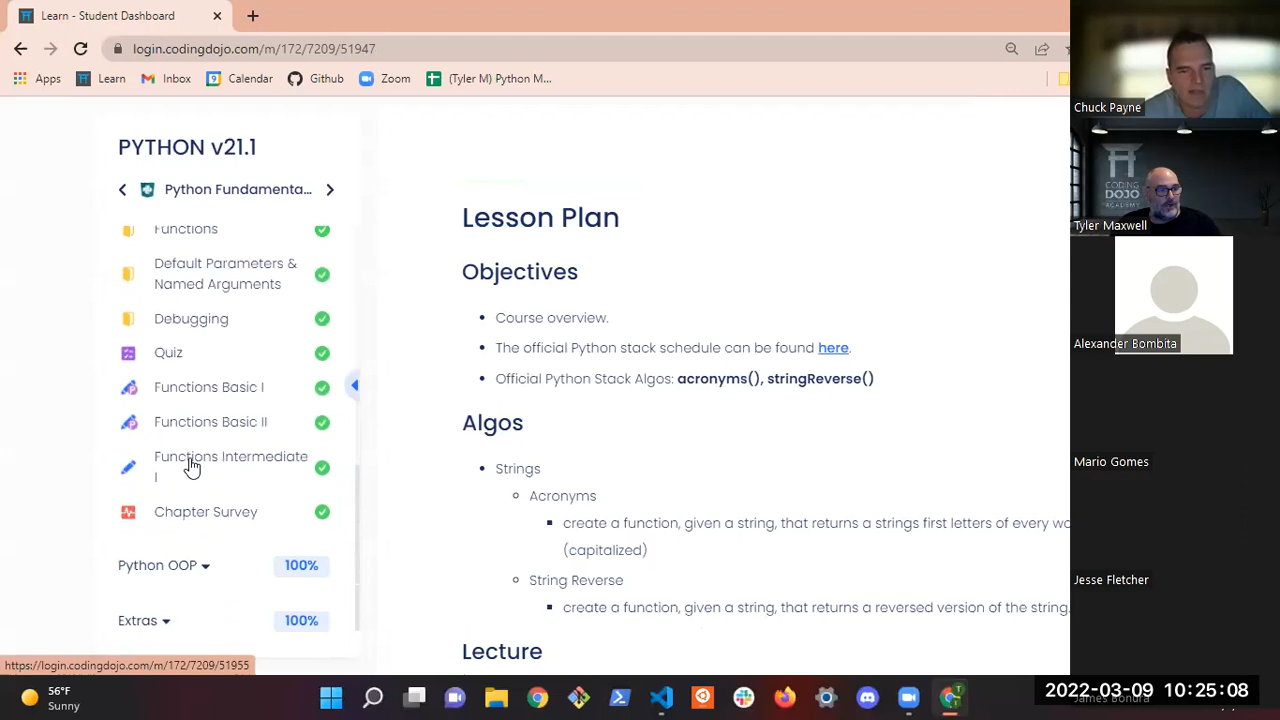 Learn - Student Dashboard
login.codingdojo.com/m/172/7209/51947
Apps
Learn
Inbox
Calendar
Github
Zoom
(Tyler M) Python M...
PYTHON v21.1
Python Fundamenta...
Functions
Default Parameters &
Named Arguments
Debugging
Quiz
Functions Basic I
Functions Basic II
Functions Intermediate
I
Chapter Survey
Python OOP
100%
Extras
100%
https://login.codingdojo.com/m/172/7209/51955
Lesson Plan
Objectives
Course overview.
The official Python stack schedule can be found here.
Official Python Stack Algos: acronyms(), stringReverse()
Algos
Strings
Acronyms
create a function, given a string, that returns a strings first letters of every wo
(capitalized)
String Reverse
create a function, given a string, that returns a reversed version of the string.
Lecture
Chuck Payne
CODING
DOJO
ACADEMY
Tyler Maxwell
Alexander Bombita
Mario Gomes
Jesse Fletcher
James Bonura
56°F
Sunny
2022-03-09 10:25:08